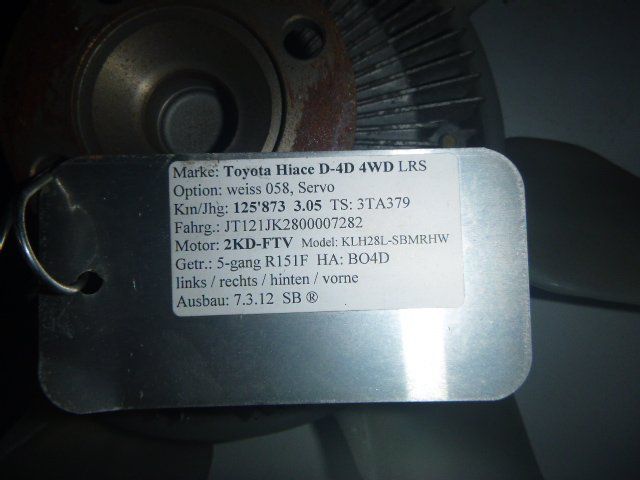 Marke: Toyota Hiace D-4D 4WD LRS
Option: weiss 058, Servo
Km/Jhg: 125'873 3.05 TS: 3TA379
Fahrg.: JT121JK2800007282
Motor: 2KD-FTV Model: KLH28L-SBMRHW
Getr.: 5-gang R151F HA: BO4D
links / rechts / hinten / vorne
Ausbau: 7.3.12 SB ®